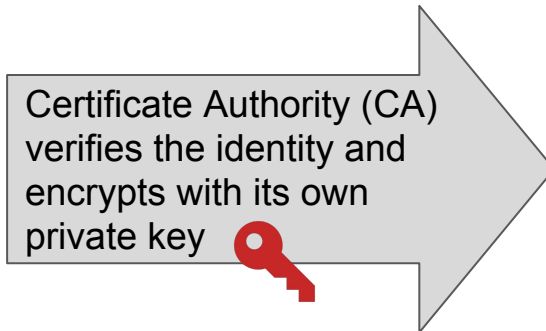 Certificate Authority (CA)
verifies the identity and
encrypts with its own
private key